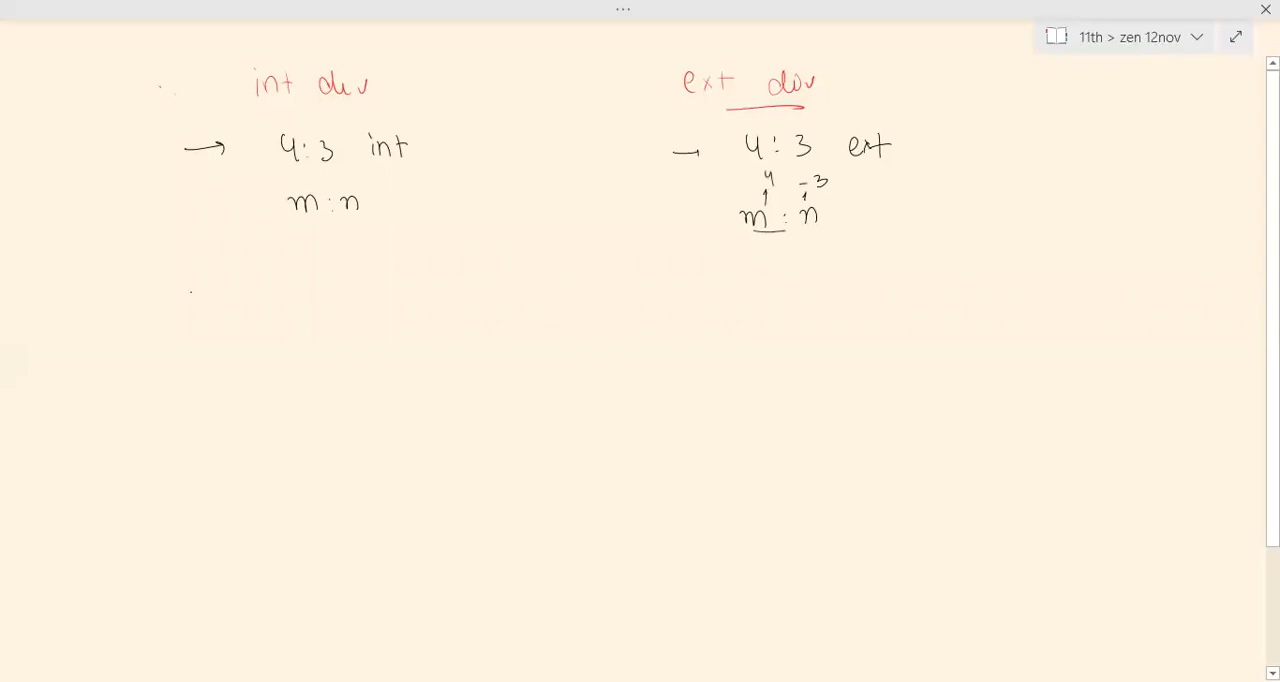 11th > zen 12nov
int div
4:3 int
m:n
ext div
4:3 ext
4 -3
m:n